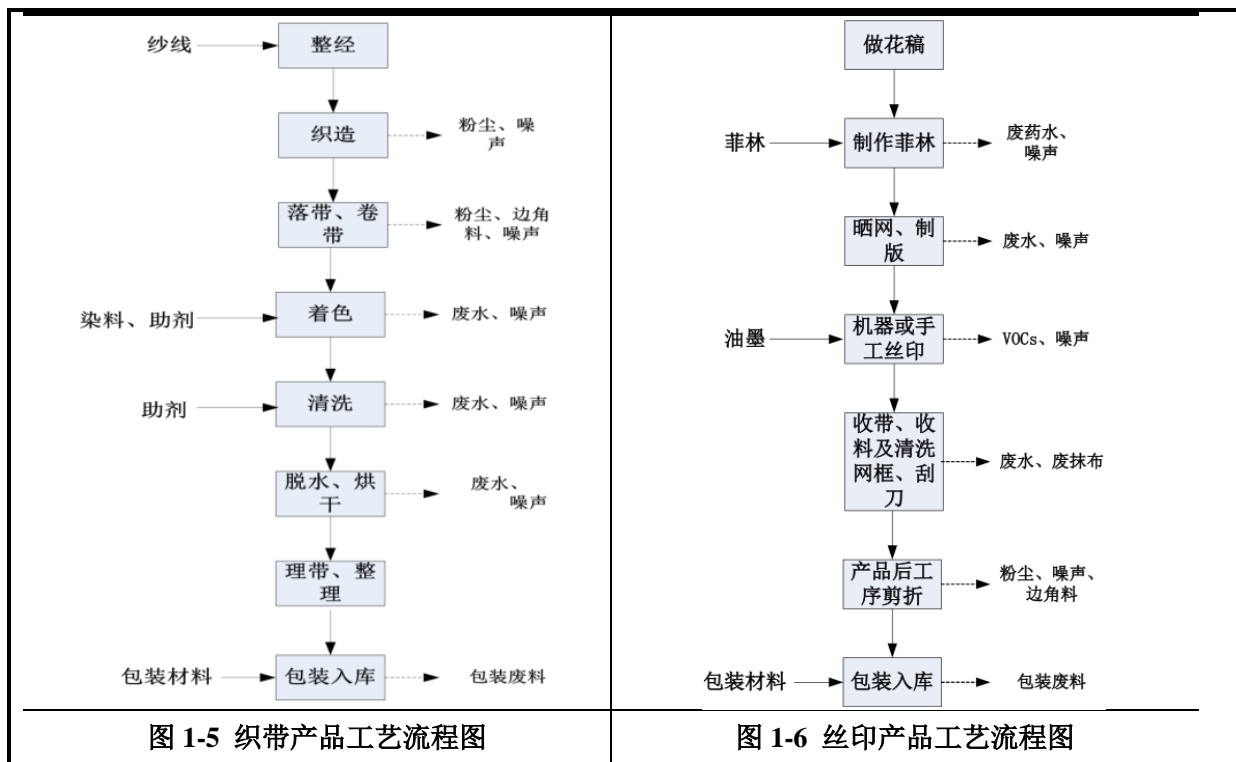 纱线
整经
织造
粉尘、噪
声
落带、卷
带
粉尘、边角
料、噪声
染料、助剂
着色
废水、噪声
助剂
清洗
废水、噪声
脱水、烘
干
废水、
噪声
理带、整
理
包装材料
包装入库
包装废料
图 1-5 织带产品工艺流程图
做花稿
菲林
制作菲林
废药水、
噪声
晒网、制
版
废水、噪声
油墨
机器或手
工丝印
VOCs、噪声
收带、收
料及清洗
网框、刮
刀
废水、废抹布
产品后工
序剪折
粉尘、噪声、
边角料
包装材料
包装入库
包装废料
图 1-6 丝印产品工艺流程图